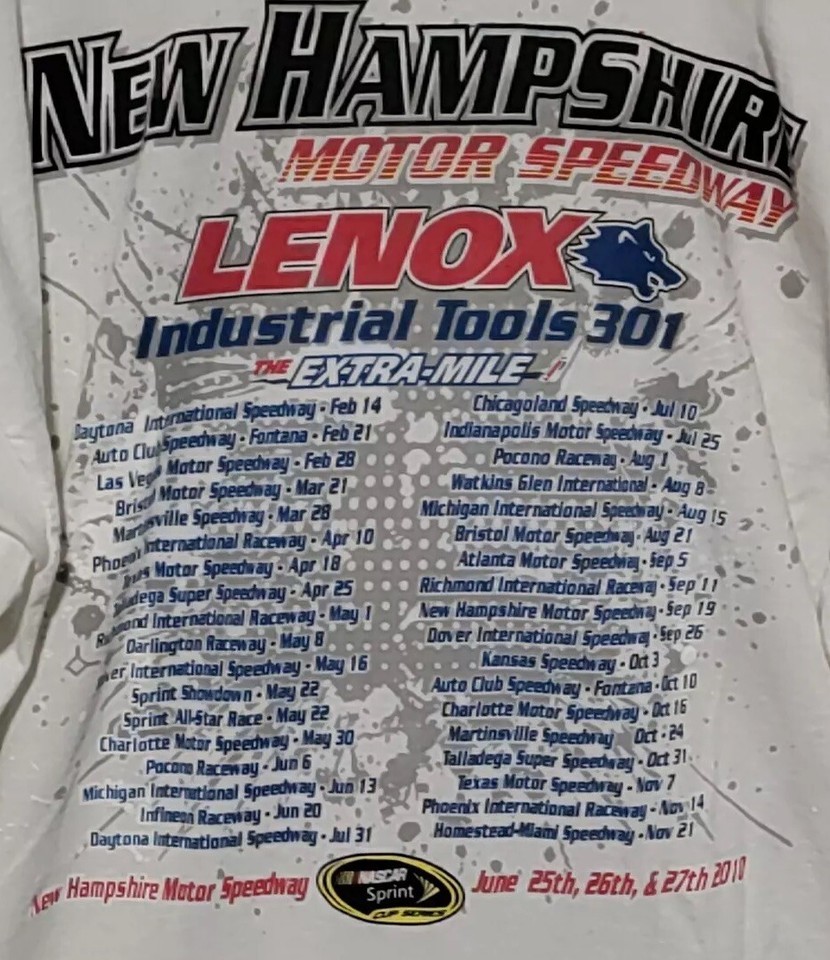 NEW HAMPSHIRE
MOTOR SPEEDWAY
LENOX
Industrial Tools 301
THE EXTRA-MILE!
Daytona International Speedway - Feb 14
Auto Club Speedway - Fontana - Feb 21
Las Vegas Motor Speedway - Feb 28
Bristol Motor Speedway - Mar 21
Martinsville Speedway - Mar 28
Phoenix International Raceway - Apr 10
Texas Motor Speedway - Apr 18
Talladega Super Speedway - Apr 25
Richmond International Raceway - May 1
Darlington Raceway - May 8
Dover International Speedway - May 16
Sprint Showdown - May 22
Sprint All-Star Race - May 22
Charlotte Motor Speedway - May 30
Pocono Raceway - Jun 6
Michigan International Speedway - Jun 13
Infineon Raceway - Jun 20
Daytona International Speedway - Jul 31
Chicagoland Speedway - Jul 10
Indianapolis Motor Speedway - Jul 25
Pocono Raceway - Aug 1
Watkins Glen International - Aug 8
Michigan International Speedway - Aug 15
Bristol Motor Speedway - Aug 21
Atlanta Motor Speedway - Sep 5
Richmond International Raceway - Sep 11
New Hampshire Motor Speedway - Sep 19
Dover International Speedway - Sep 26
Kansas Speedway - Oct 3
Auto Club Speedway - Fontana - Oct 10
Charlotte Motor Speedway - Oct 16
Martinsville Speedway Oct - 24
Talladega Super Speedway - Oct 31
Texas Motor Speedway - Nov 7
Phoenix International Raceway - Nov 14
Homestead-Miami Speedway - Nov 21
New Hampshire Motor Speedway
NASCAR
Sprint
CUP SERIES
June 25th, 26th, & 27th 2010